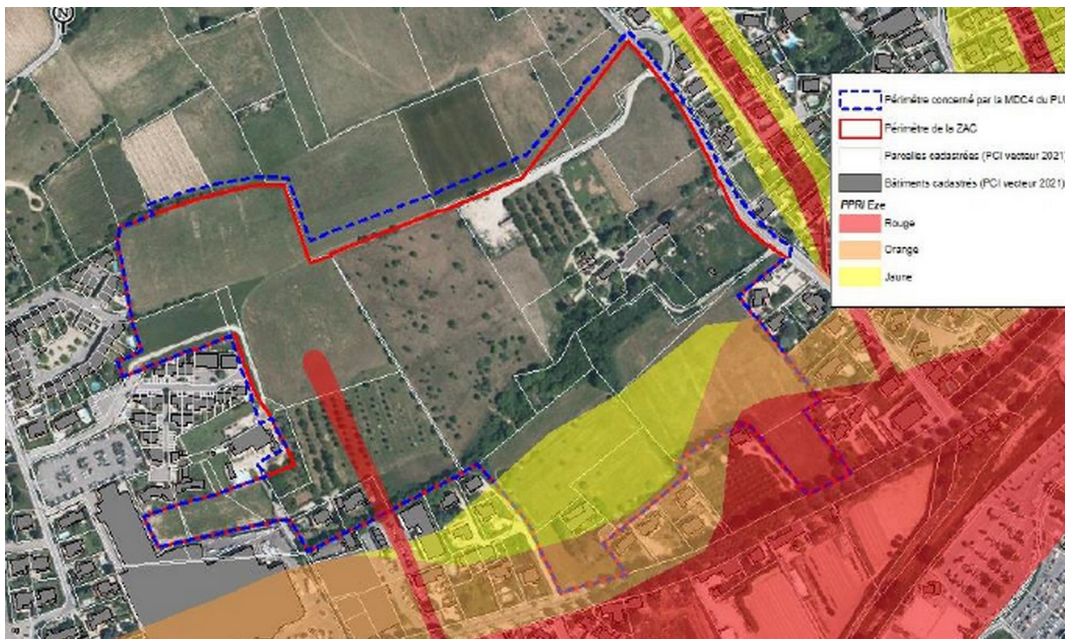 Z
Périmètre concerné par la MDC4 du PLU
Périmètre de la ZAC
Parcelles cadastrées (PCI vecteur 2021)
Bâtiments cadastrés (PCI vecteur 2021)
PPRI Eze
Rouge
Orange
Jaune